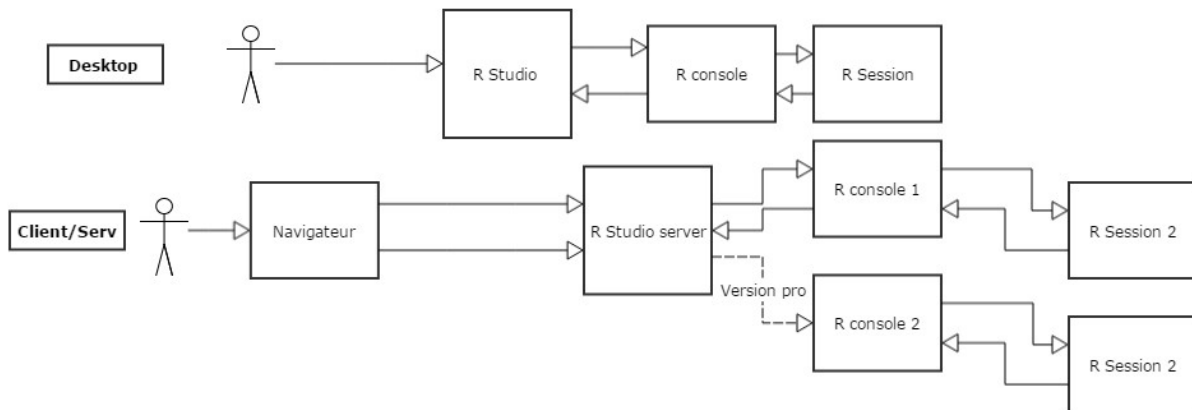 Desktop
R Studio
R console
R Session
Client/Serv
Navigateur
R Studio server
R console 1
R Session 2
Version pro
R console 2
R Session 2